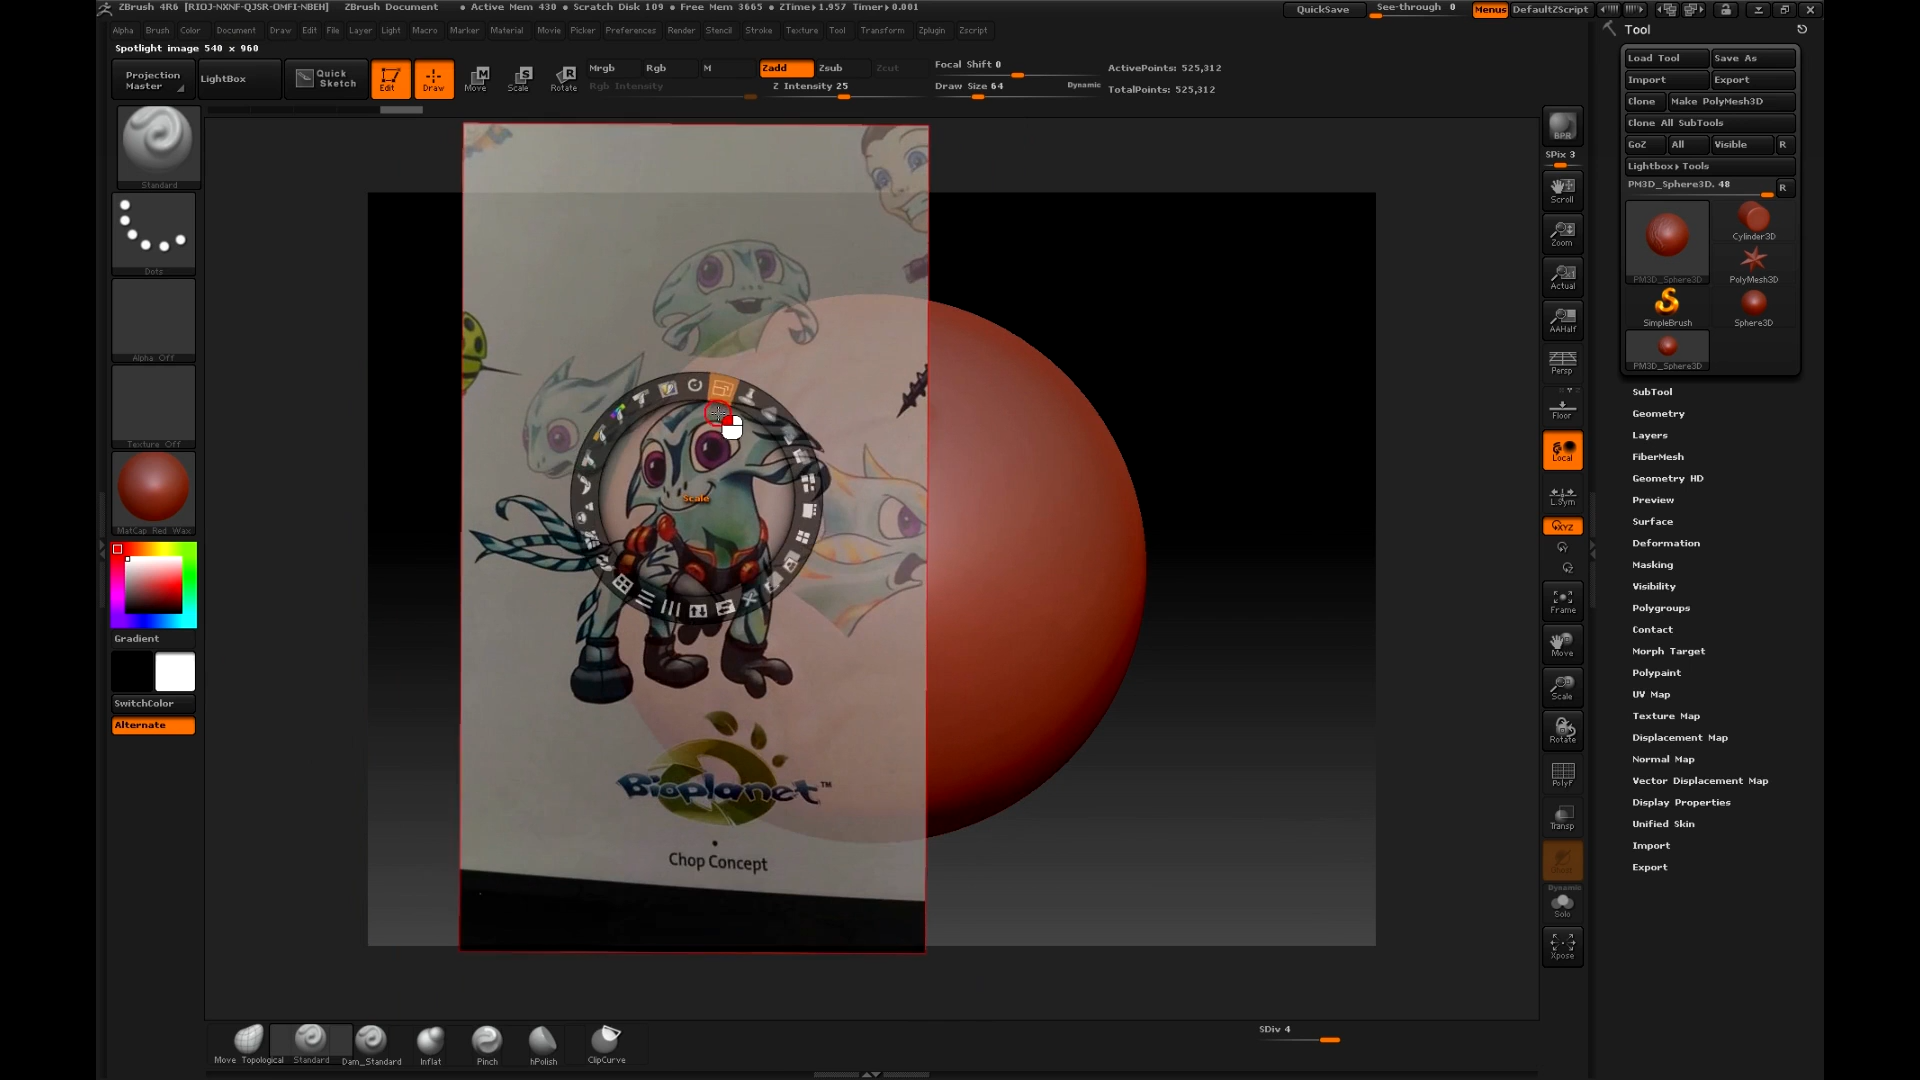 ZBrush 4R6 [RIOJ-NXNF-QJSR-OMFI-NBEH] ZBrush Document • Active Mem 430 • Scratch Disk 109 • Free Mem 3665 • ZTime▸1.957 Timer▸0.001 QuickSave See-through 0 Menus DefaultZScript
Alpha Brush Color Document Draw Edit File Layer Light Macro Marker Material Movie Picker Preferences Render Stencil Stroke Texture Tool Transform Zplugin Zscript
Spotlight image 540 x 960
Projection Master
LightBox
Quick Sketch
Edit Draw Move Scale Rotate
Mrgb Rgb M Zadd Zsub Zcut
Rgb Intensity Z Intensity 25
Focal Shift 0
Draw Size 64 Dynamic
ActivePoints: 525,312
TotalPoints: 525,312
Standard
Dots
Alpha Off
Texture Off
MatCap Red Wax
Gradient
SwitchColor
Alternate
Scale
Bioplanet™
Chop Concept
BPR
SPix 3
Scroll
Zoom
Actual
AAHalf
Persp
Floor
Local
L.Sym
XYZ
Frame
Move
Scale
Rotate
PolyF
Transp
Ghost
Dynamic
Solo
Xpose
Tool
Load Tool Save As
Import Export
Clone Make PolyMesh3D
Clone All SubTools
GoZ All Visible R
Lightbox▸Tools
PM3D_Sphere3D. 48 R
PM3D_Sphere3D
Cylinder3D
PolyMesh3D
SimpleBrush
Sphere3D
PM3D_Sphere3D
SubTool
Geometry
Layers
FiberMesh
Geometry HD
Preview
Surface
Deformation
Masking
Visibility
Polygroups
Contact
Morph Target
Polypaint
UV Map
Texture Map
Displacement Map
Normal Map
Vector Displacement Map
Display Properties
Unified Skin
Import
Export
Move Topological Standard Dam_Standard Inflat Pinch hPolish ClipCurve
SDiv 4